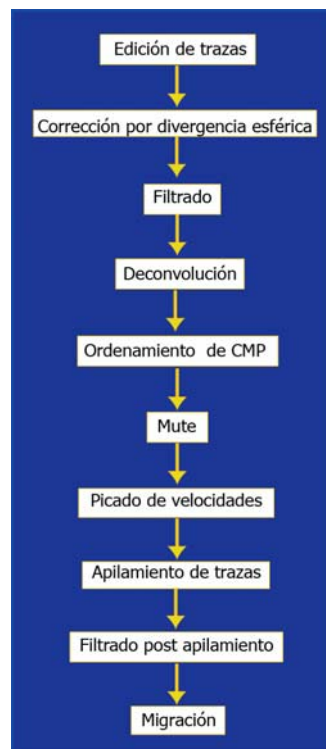 Edición de trazas
Corrección por divergencia esférica
Filtrado
Deconvolución
Ordenamiento de CMP
Mute
Picado de velocidades
Apilamiento de trazas
Filtrado post apilamiento
Migración